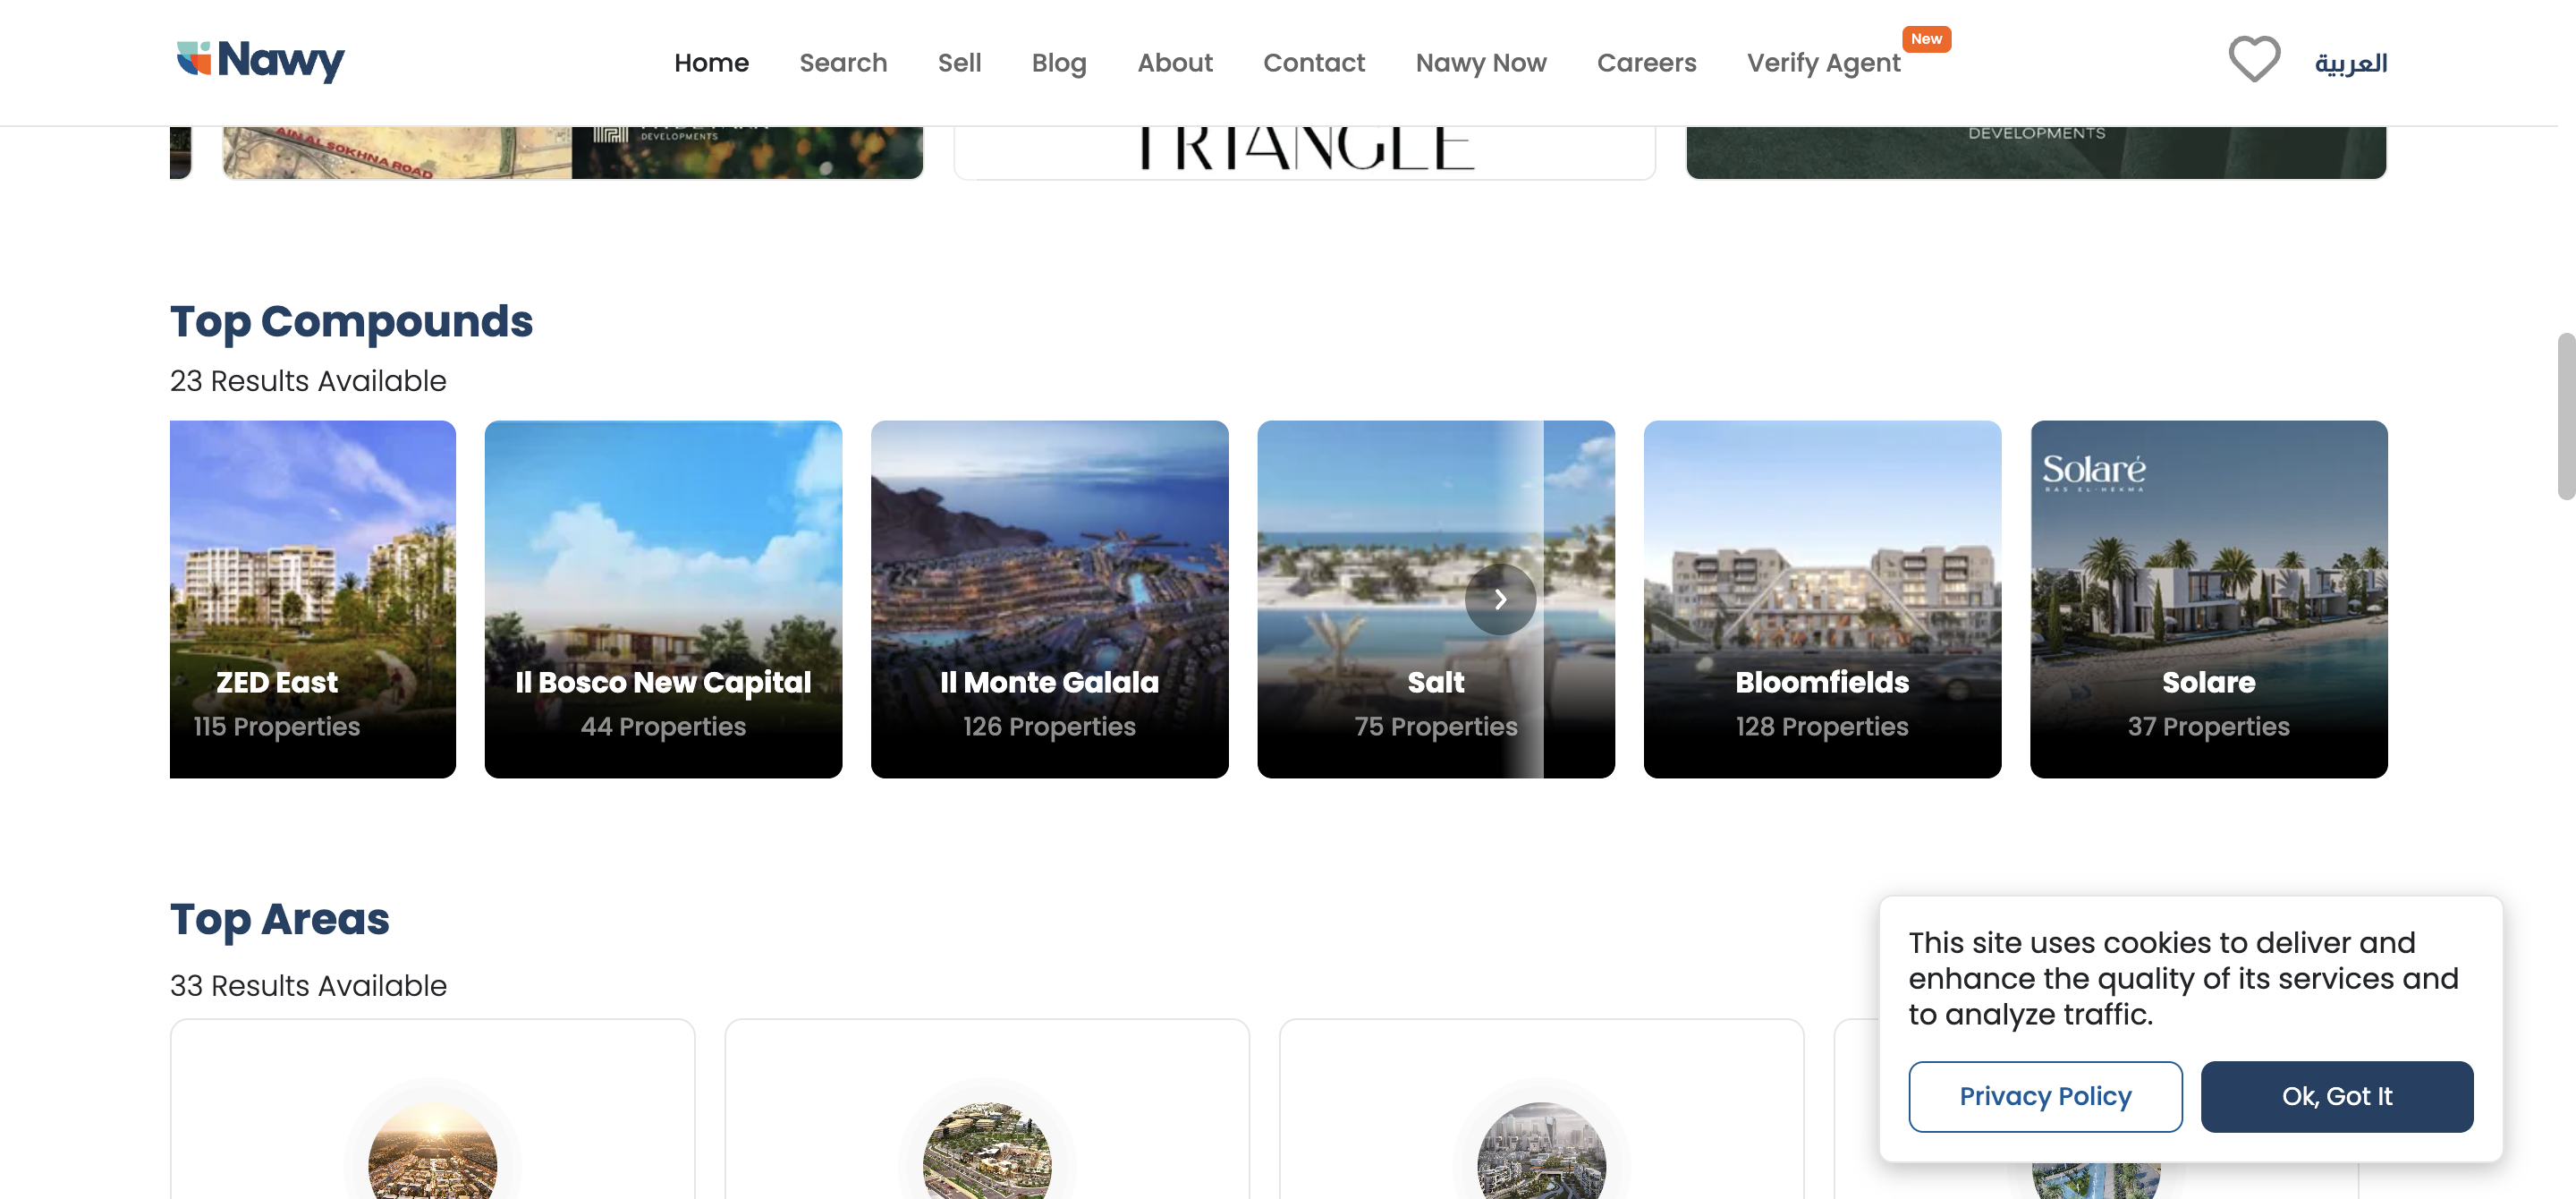 Nawy
Home Search Sell Blog About Contact Nawy Now Careers Verify Agent New
العربية
AIN AL SOKHNA ROAD
DEVELOPMENTS
TRIANGLE
DEVELOPMENTS
Top Compounds
23 Results Available
Solaré
RAS EL-HEKMA
ZED East
115 Properties
Il Bosco New Capital
44 Properties
Il Monte Galala
126 Properties
Salt
75 Properties
Bloomfields
128 Properties
Solare
37 Properties
Top Areas
33 Results Available
This site uses cookies to deliver and
enhance the quality of its services and
to analyze traffic.
Privacy Policy
Ok, Got It